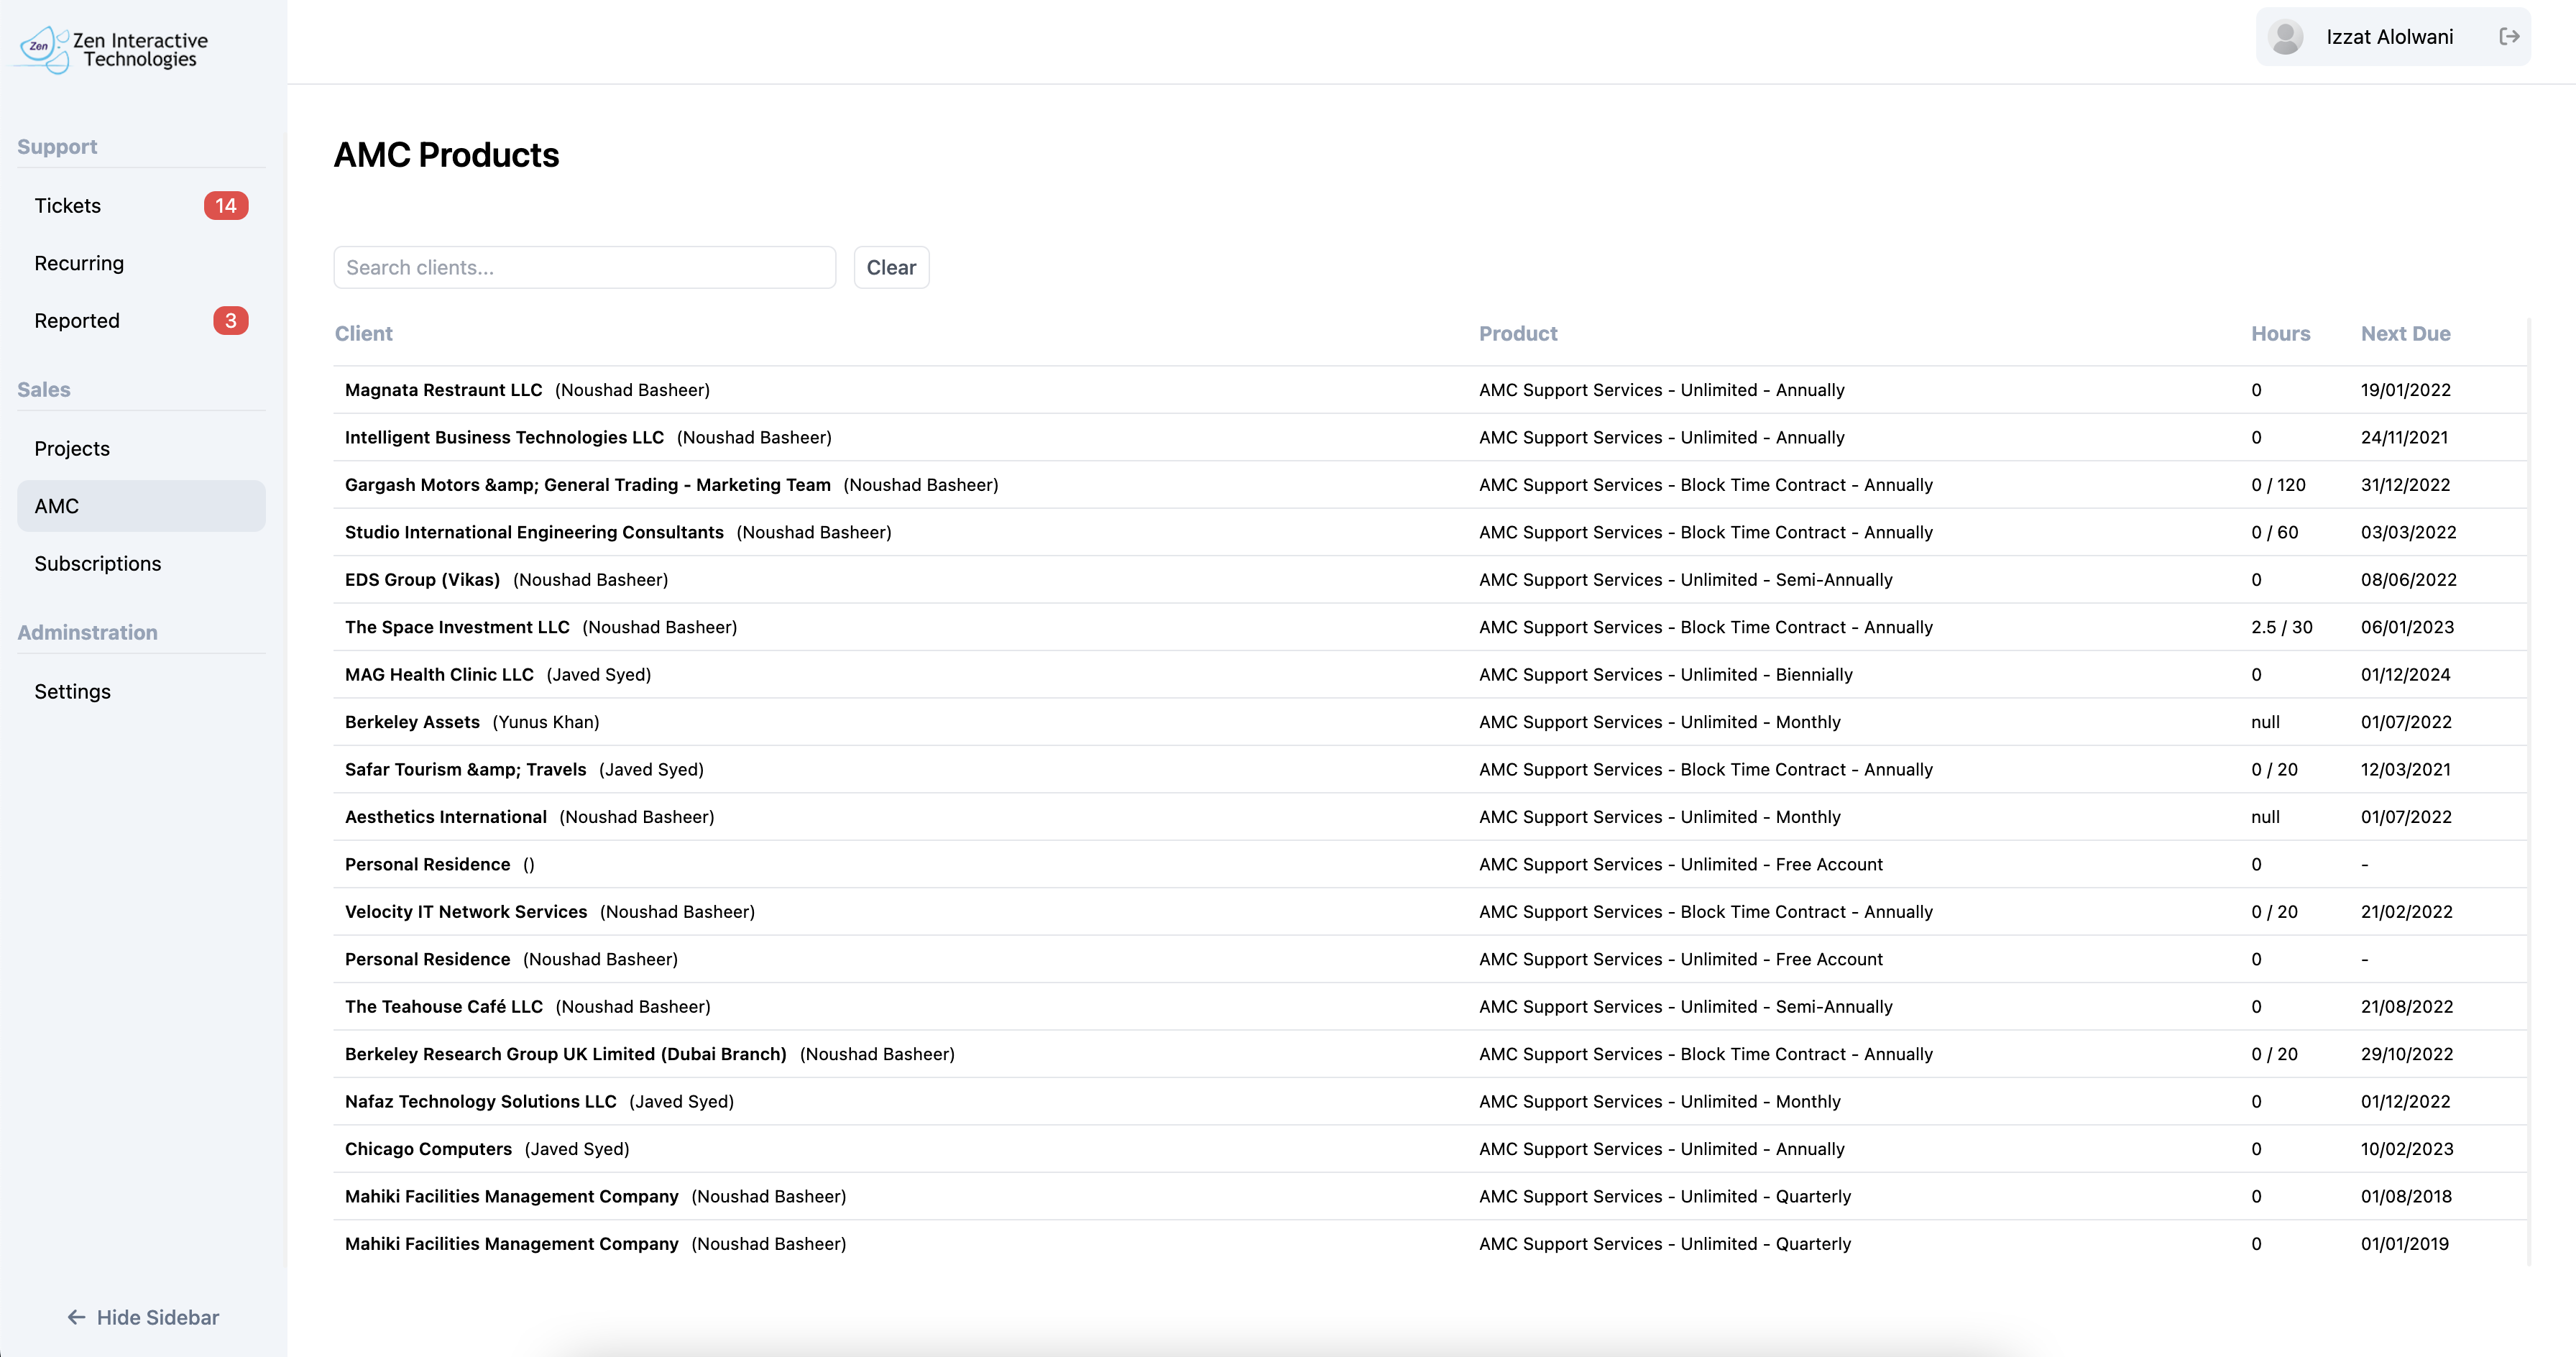 Zen
Zen Interactive
Technologies
Izzat Alolwani
Support
Tickets 14
Recurring
Reported 3
Sales
Projects
AMC
Subscriptions
Adminstration
Settings
Hide Sidebar
AMC Products
Search clients... Clear
Client Product Hours Next Due
Magnata Restraunt LLC (Noushad Basheer) AMC Support Services - Unlimited - Annually 0 19/01/2022
Intelligent Business Technologies LLC (Noushad Basheer) AMC Support Services - Unlimited - Annually 0 24/11/2021
Gargash Motors &amp; General Trading - Marketing Team (Noushad Basheer) AMC Support Services - Block Time Contract - Annually 0 / 120 31/12/2022
Studio International Engineering Consultants (Noushad Basheer) AMC Support Services - Block Time Contract - Annually 0 / 60 03/03/2022
EDS Group (Vikas) (Noushad Basheer) AMC Support Services - Unlimited - Semi-Annually 0 08/06/2022
The Space Investment LLC (Noushad Basheer) AMC Support Services - Block Time Contract - Annually 2.5 / 30 06/01/2023
MAG Health Clinic LLC (Javed Syed) AMC Support Services - Unlimited - Biennially 0 01/12/2024
Berkeley Assets (Yunus Khan) AMC Support Services - Unlimited - Monthly null 01/07/2022
Safar Tourism &amp; Travels (Javed Syed) AMC Support Services - Block Time Contract - Annually 0 / 20 12/03/2021
Aesthetics International (Noushad Basheer) AMC Support Services - Unlimited - Monthly null 01/07/2022
Personal Residence () AMC Support Services - Unlimited - Free Account 0 -
Velocity IT Network Services (Noushad Basheer) AMC Support Services - Block Time Contract - Annually 0 / 20 21/02/2022
Personal Residence (Noushad Basheer) AMC Support Services - Unlimited - Free Account 0 -
The Teahouse Café LLC (Noushad Basheer) AMC Support Services - Unlimited - Semi-Annually 0 21/08/2022
Berkeley Research Group UK Limited (Dubai Branch) (Noushad Basheer) AMC Support Services - Block Time Contract - Annually 0 / 20 29/10/2022
Nafaz Technology Solutions LLC (Javed Syed) AMC Support Services - Unlimited - Monthly 0 01/12/2022
Chicago Computers (Javed Syed) AMC Support Services - Unlimited - Annually 0 10/02/2023
Mahiki Facilities Management Company (Noushad Basheer) AMC Support Services - Unlimited - Quarterly 0 01/08/2018
Mahiki Facilities Management Company (Noushad Basheer) AMC Support Services - Unlimited - Quarterly 0 01/01/2019